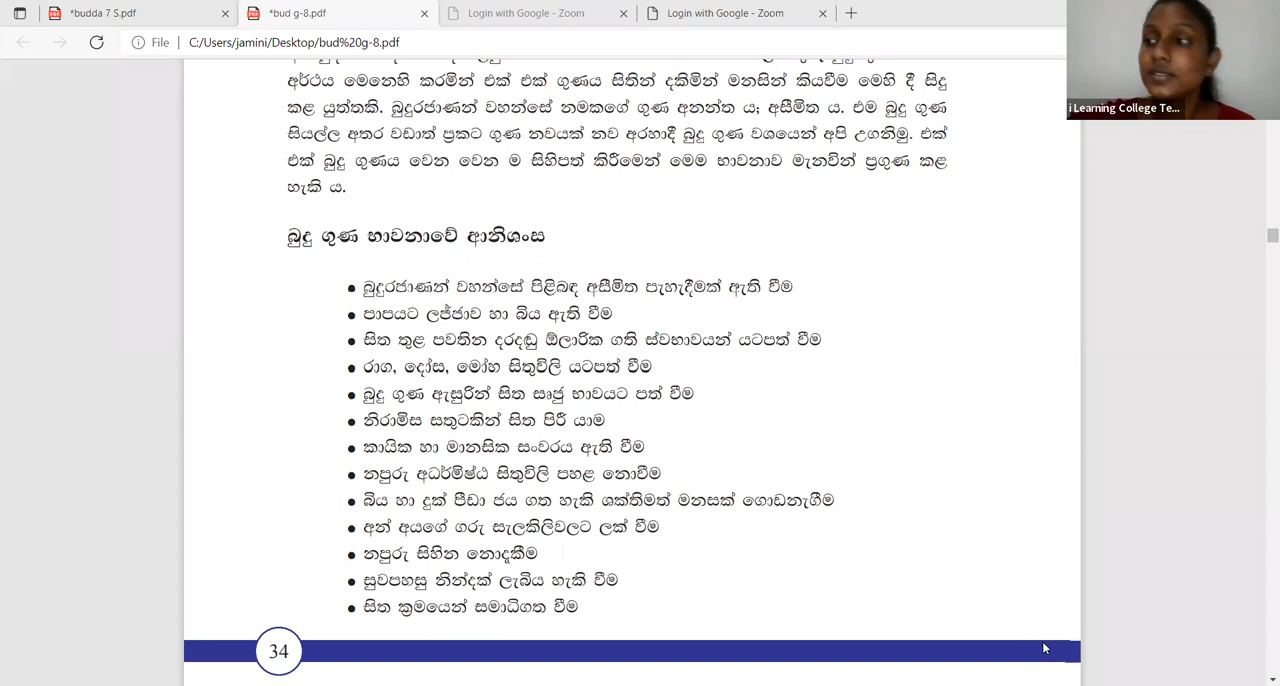 *budda 7 S.pdf
*bud g-8.pdf
Login with Google - Zoom
Login with Google - Zoom
File
C:/Users/jamini/Desktop/bud%20g-8.pdf
i Learning College Te...
අර්ථය මෙනෙහි කරමින් එක් එක් ගුණය සිතින් දකිමින් මනසින් කියවීම මෙහි දී සිදු
කළ යුත්තකි. බුදුරජාණන් වහන්සේ නමකගේ ගුණ අනන්ත ය; අසීමිත ය. එම බුදු ගුණ
සියල්ල අතර වඩාත් ප්‍රකට ගුණ නවයක් නව අරහාදී බුදු ගුණ වශයෙන් අපි උගනිමු. එක්
එක් බුදු ගුණය වෙන වෙන ම සිහිපත් කිරීමෙන් මෙම භාවනාව මැනවින් ප්‍රගුණ කළ
හැකි ය.
බුදු ගුණ භාවනාවේ ආනිශංස
• බුදුරජාණන් වහන්සේ පිළිබඳ අසීමිත පැහැදීමක් ඇති වීම
• පාපයට ලජ්ජාව හා බිය ඇති වීම
• සිත තුළ පවතින දරදඬු ඕලාරික ගති ස්වභාවයන් යටපත් වීම
• රාග, දෝස, මෝහ සිතුවිලි යටපත් වීම
• බුදු ගුණ ඇසුරින් සිත සෘජු භාවයට පත් වීම
• නිරාමිස සතුටකින් සිත පිරී යාම
• කායික හා මානසික සංවරය ඇති වීම
• නපුරු අධර්මිෂ්ඨ සිතුවිලි පහළ නොවීම
• බිය හා දුක් පීඩා ජය ගත හැකි ශක්තිමත් මනසක් ගොඩනැගීම
• අන් අයගේ ගරු සැලකිලිවලට ලක් වීම
• නපුරු සිහින නොදැකීම
• සුවපහසු නින්දක් ලැබිය හැකි වීම
• සිත ක්‍රමයෙන් සමාධිගත වීම
34